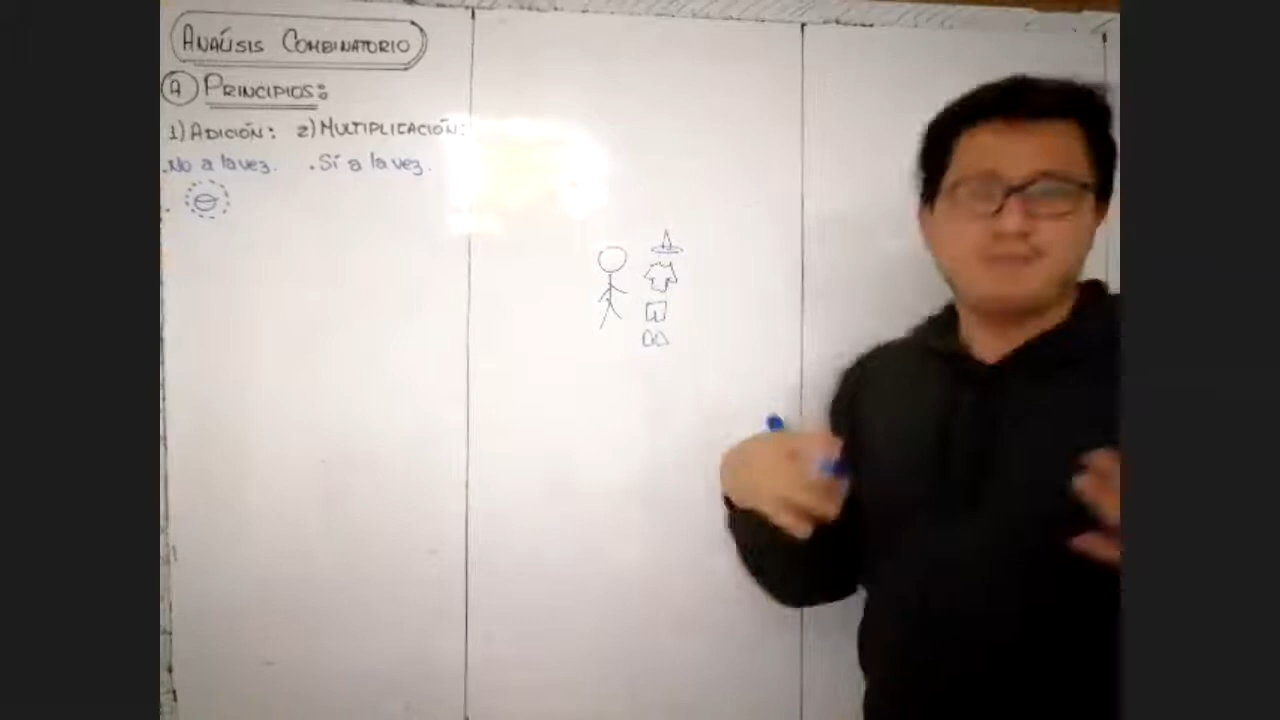 ANÁLISIS COMBINATORIO
A PRINCIPIOS:
1) ADICIÓN: 2) MULTIPLICACIÓN:
.No a la vez. .Sí a la vez.